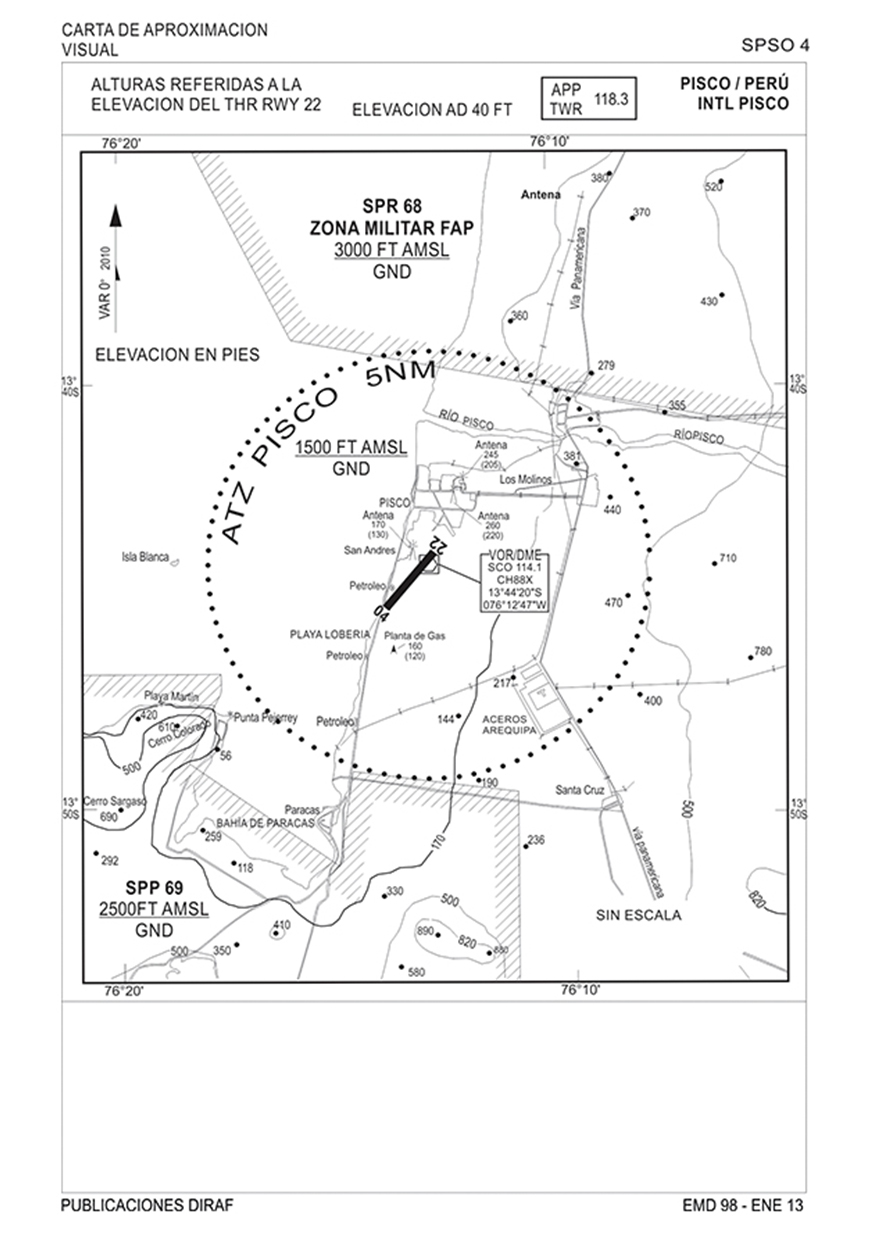 CARTA DE APROXIMACION
VISUAL
SPSO 4
ALTURAS REFERIDAS A LA
ELEVACION DEL THR RWY 22
ELEVACION AD 40 FT
APP
TWR
118.3
PISCO / PERÚ
INTL PISCO
76°20'
76°10'
380
520
Antena
370
SPR 68
ZONA MILITAR FAP
3000 FT AMSL
GND
VAR 0° 2010
Vía Panamericana
430
360
ELEVACION EN PIES
279
13°
40S
13°
40S
ATZ PISCO 5NM
355
RÍO PISCO
RÍOPISCO
1500 FT AMSL
GND
Antena
245
(205)
381
Los Molinos
PISCO
440
Antena
170
(130)
Antena
260
(220)
San Andres
22
Isla Blanca
VOR/DME
SCO 114.1
CH88X
13°44'20"S
076°12'47"W
710
Petroleo
470
04
PLAYA LOBERIA
Planta de Gas
160
(120)
Petroleo
780
217
400
Playa Martin
420
610
Cerro Colorado
Punta Pejerrey
Petroleo
144
ACEROS
AREQUIPA
56
500
190
Santa Cruz
13°
50S
13°
50S
Cerro Sargaso
690
Paracas
BAHÍA DE PARACAS
500
259
170
236
vía panamericana
292
118
SPP 69
2500FT AMSL
GND
330
500
820
SIN ESCALA
410
890
820
880
500
350
580
76°20'
76°10'
PUBLICACIONES DIRAF
EMD 98 - ENE 13